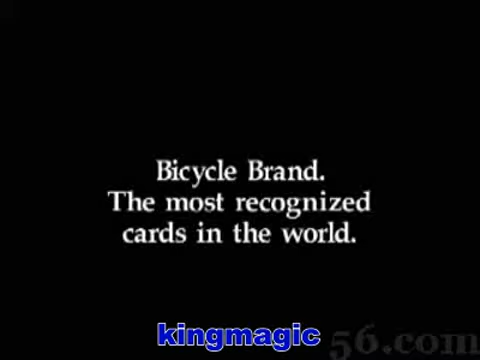 Bicycle Brand.
The most recognized
cards in the world.
kingmagic 56.com